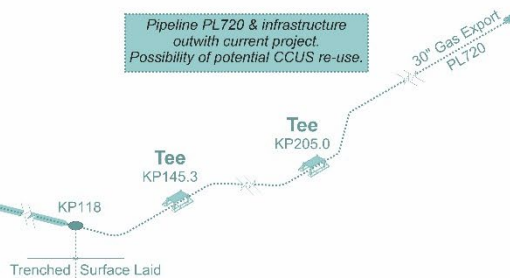 Pipeline PL720 & infrastructure
outwith current project.
Possibility of potential CCUS re-use.
30" Gas Export
PL720
Tee
KP205.0
Tee
KP145.3
KP118
Trenched
Surface Laid